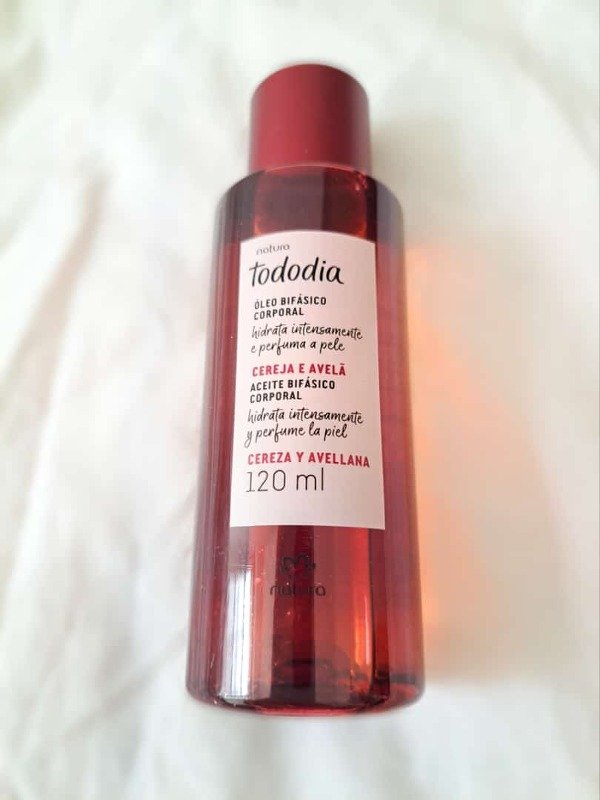 natura
tododia
ÓLEO BIFÁSICO
CORPORAL
hidrata intensamente
e perfuma a pele
CEREJA E AVELÃ
ACEITE BIFÁSICO
CORPORAL
hidrata intensamente
y perfume la piel
CEREZA Y AVELLANA
120 ml
natura